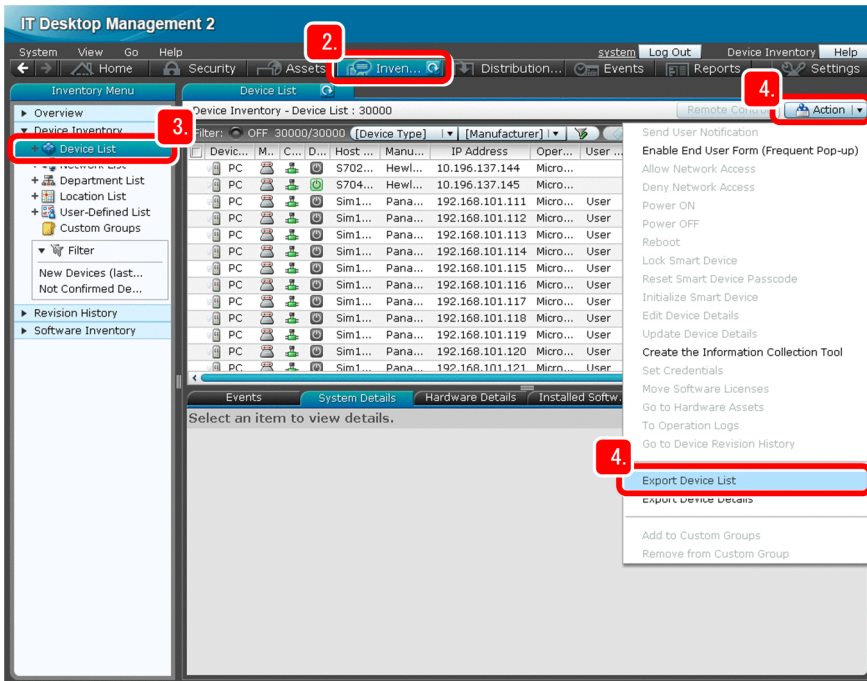 IT Desktop Management 2
System View Go Help
system Log Out Device Inventory Help
Home Security Assets Inven... Distribution... Events Reports Settings
2.
Inventory Menu
Device List
4.
Overview
Device Inventory - Device List : 30000
Remote Control
Action
Device Inventory
3.
Filter: OFF 30000/30000 [Device Type] [Manufacturer]
Device List
Network List
Department List
Location List
User-Defined List
Custom Groups
Filter
New Devices (last...
Not Confirmed De...
Revision History
Software Inventory
Devic... M.. C... D... Host ... Manu... IP Address Oper... User ...
PC S702... Hewl... 10.196.137.144 Micro...
PC S704... Hewl... 10.196.137.145 Micro...
PC Sim1... Pana... 192.168.101.111 Micro... User
PC Sim1... Pana... 192.168.101.112 Micro... User
PC Sim1... Pana... 192.168.101.113 Micro... User
PC Sim1... Pana... 192.168.101.114 Micro... User
PC Sim1... Pana... 192.168.101.115 Micro... User
PC Sim1... Pana... 192.168.101.116 Micro... User
PC Sim1... Pana... 192.168.101.117 Micro... User
PC Sim1... Pana... 192.168.101.118 Micro... User
PC Sim1... Pana... 192.168.101.119 Micro... User
PC Sim1... Pana... 192.168.101.120 Micro... User
PC Sim1... Pana... 192.168.101.121 Micro... User
Events System Details Hardware Details Installed Softw.
Select an item to view details.
Send User Notification
Enable End User Form (Frequent Pop-up)
Allow Network Access
Deny Network Access
Power ON
Power OFF
Reboot
Lock Smart Device
Reset Smart Device Passcode
Initialize Smart Device
Edit Device Details
Update Device Details
Create the Information Collection Tool
Set Credentials
Move Software Licenses
Go to Hardware Assets
To Operation Logs
Go to Device Revision History
4.
Export Device List
Export Device Details
Add to Custom Groups
Remove from Custom Group